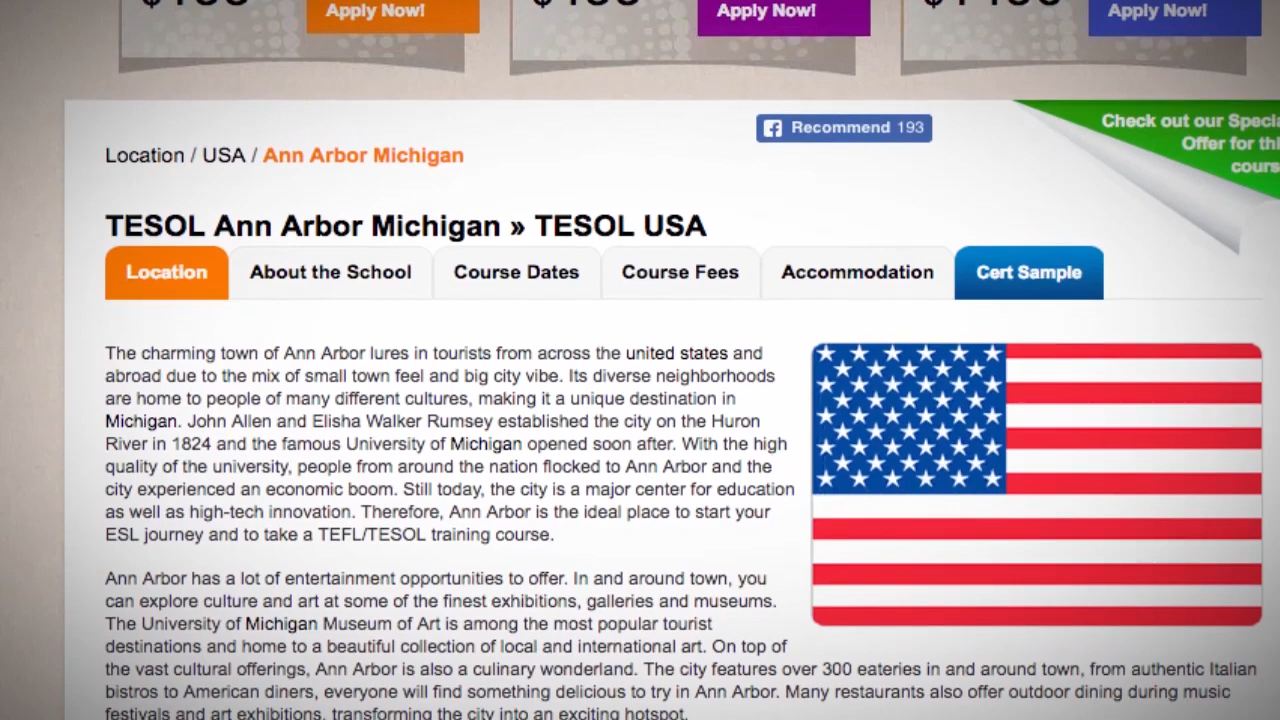 Apply Now!
Apply Now!
Apply Now!
Recommend 193
Check out our
Offer for
Location / USA / Ann Arbor Michigan
TESOL Ann Arbor Michigan » TESOL USA
Location
About the School
Course Dates
Course Fees
Accommodation
Cert Sample
The charming town of Ann Arbor lures in tourists from across the united states and
abroad due to the mix of small town feel and big city vibe. Its diverse neighborhoods
are home to people of many different cultures, making it a unique destination in
Michigan. John Allen and Elisha Walker Rumsey established the city on the Huron
River in 1824 and the famous University of Michigan opened soon after. With the high
quality of the university, people from around the nation flocked to Ann Arbor and the
city experienced an economic boom. Still today, the city is a major center for education
as well as high-tech innovation. Therefore, Ann Arbor is the ideal place to start your
ESL journey and to take a TEFL/TESOL training course.
Ann Arbor has a lot of entertainment opportunities to offer. In and around town, you
can explore culture and art at some of the finest exhibitions, galleries and museums.
The University of Michigan Museum of Art is among the most popular tourist
destinations and home to a beautiful collection of local and international art. On top of
the vast cultural offerings, Ann Arbor is also a culinary wonderland. The city features over 300 eateries in and around town, from authentic Italian
bistros to American diners, everyone will find something delicious to try in Ann Arbor. Many restaurants also offer outdoor dining during music
festivals and art exhibitions, transforming the city into an exciting hotspot.